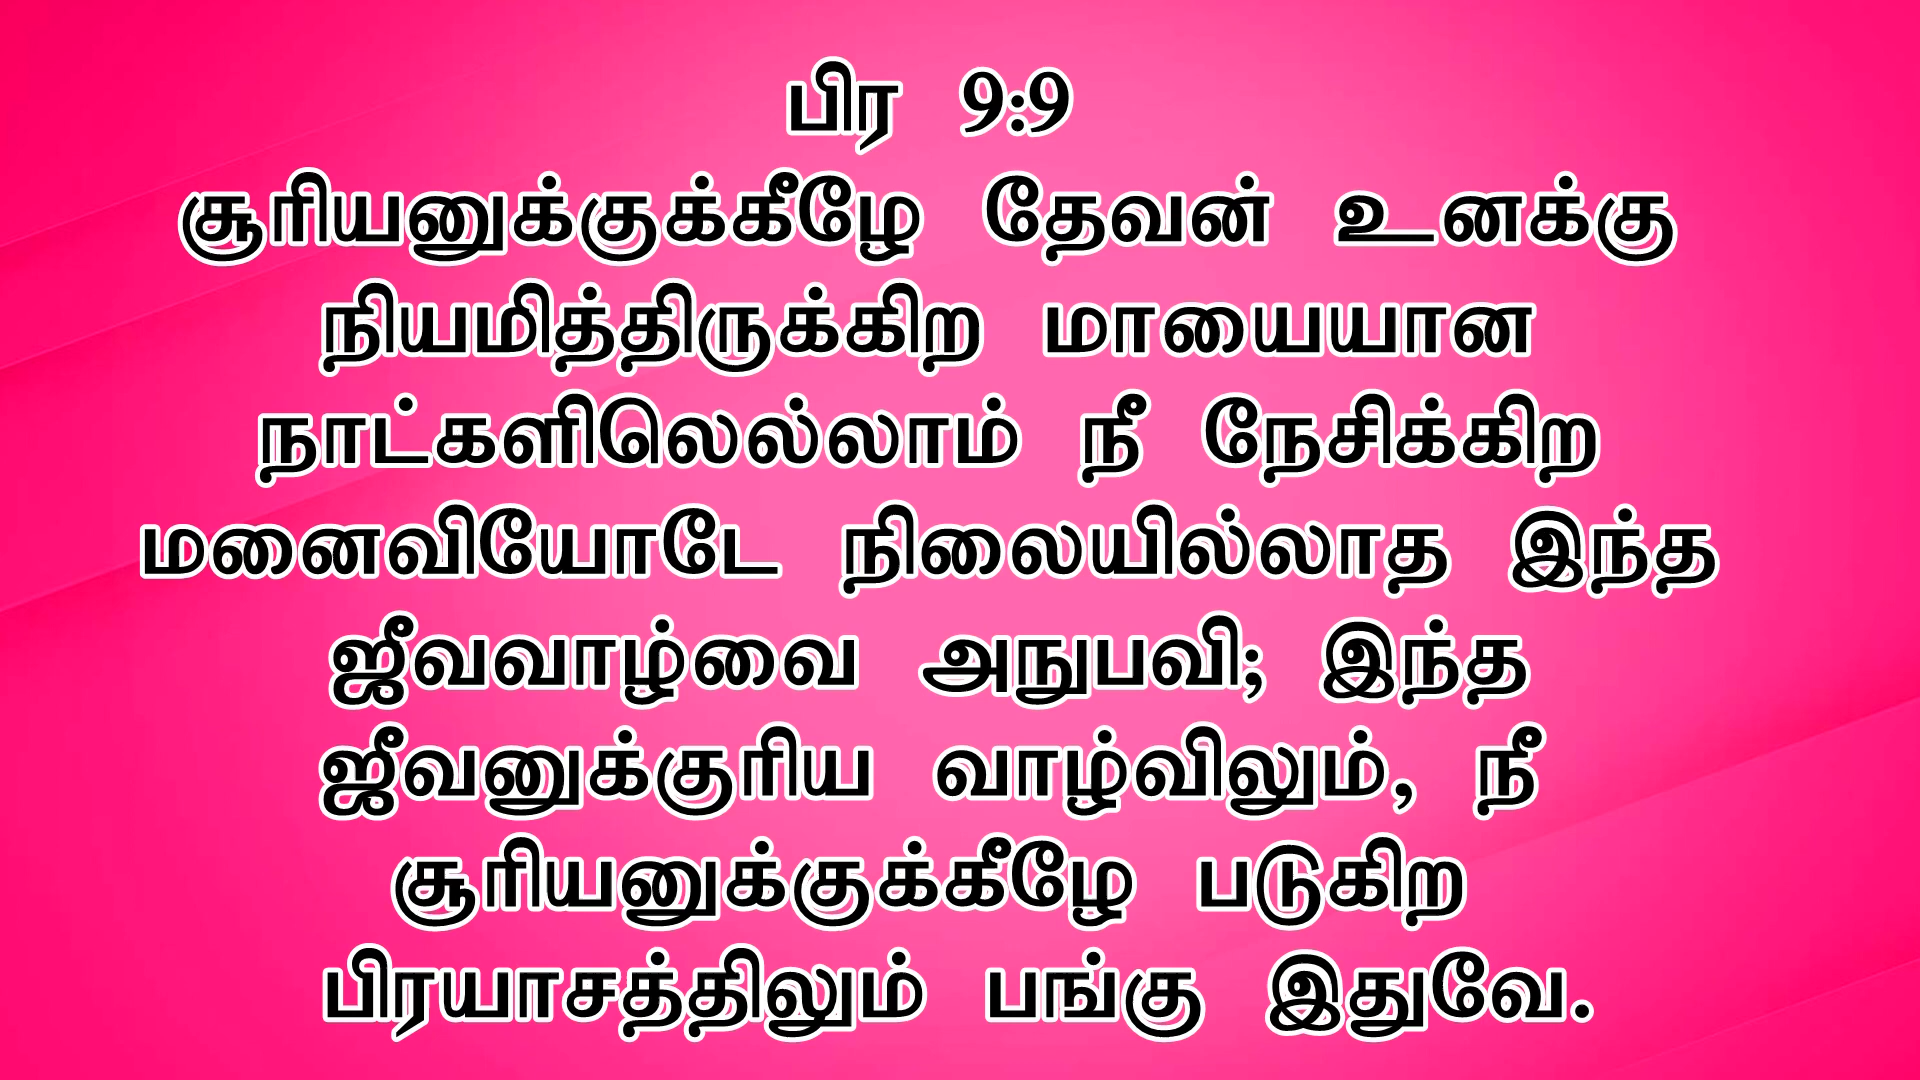 பிர 9:9
சூரியனுக்குக்கீழே தேவன் உனக்கு
நியமித்திருக்கிற மாயையான
நாட்களிலெல்லாம் நீ நேசிக்கிற
மனைவியோடே நிலையில்லாத இந்த
ஜீவவாழ்வை அநுபவி; இந்த
ஜீவனுக்குரிய வாழ்விலும், நீ
சூரியனுக்குக்கீழே படுகிற
பிரயாசத்திலும் பங்கு இதுவே.